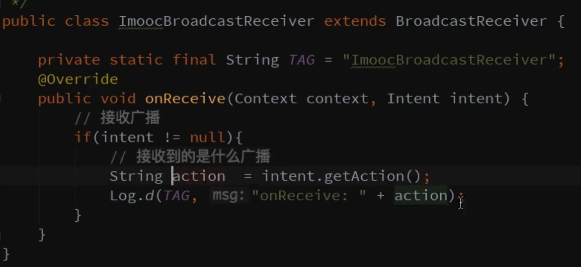 */
public class ImoocBroadcastReceiver extends BroadcastReceiver {
private static final String TAG = "ImoocBroadcastReceiver";
@Override
public void onReceive(Context context, Intent intent) {
// 接收广播
if(intent != null){
// 接收到的是什么广播
String action  = intent.getAction();
Log.d(TAG, msg: "onReceive: " + action);
}
}
}